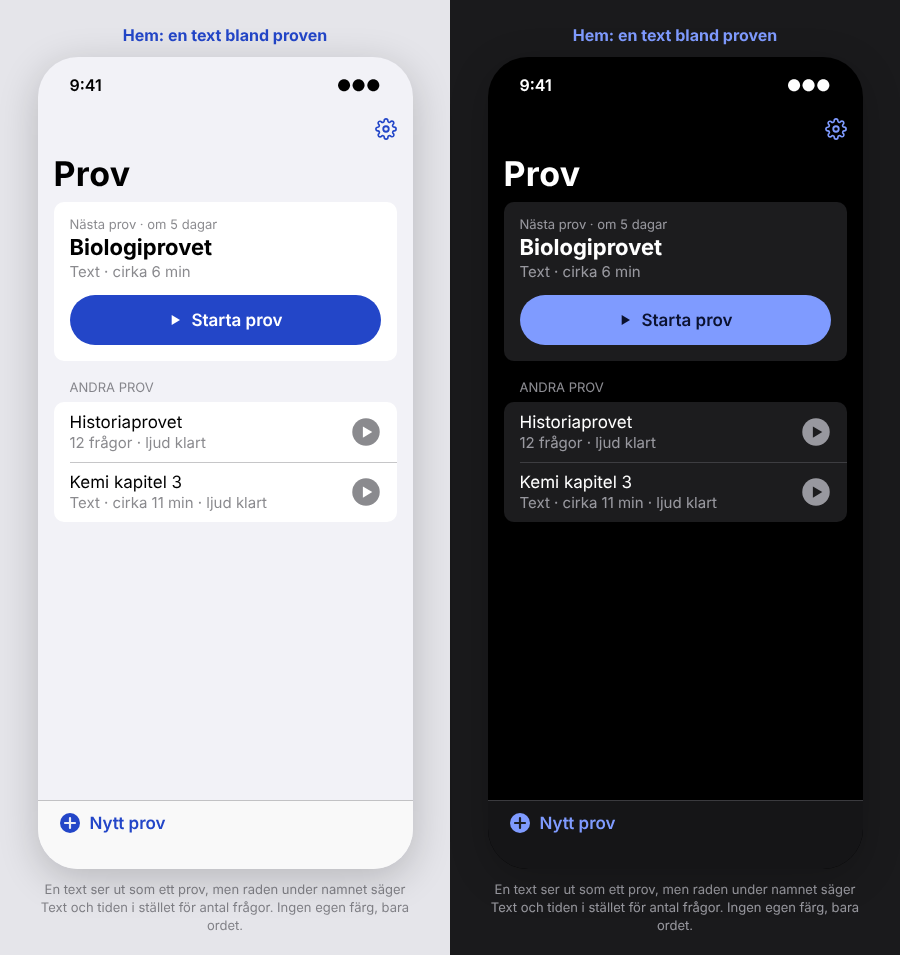 Hem: en text bland proven
9:41
Prov
Nästa prov · om 5 dagar
Biologiprovet
Text · cirka 6 min
Starta prov
ANDRA PROV
Historiaprovet
12 frågor · ljud klart
Kemi kapitel 3
Text · cirka 11 min · ljud klart
Nytt prov
En text ser ut som ett prov, men raden under namnet säger
Text och tiden i stället för antal frågor. Ingen egen färg, bara
ordet.
Hem: en text bland proven
9:41
Prov
Nästa prov · om 5 dagar
Biologiprovet
Text · cirka 6 min
Starta prov
ANDRA PROV
Historiaprovet
12 frågor · ljud klart
Kemi kapitel 3
Text · cirka 11 min · ljud klart
Nytt prov
En text ser ut som ett prov, men raden under namnet säger
Text och tiden i stället för antal frågor. Ingen egen färg, bara
ordet.